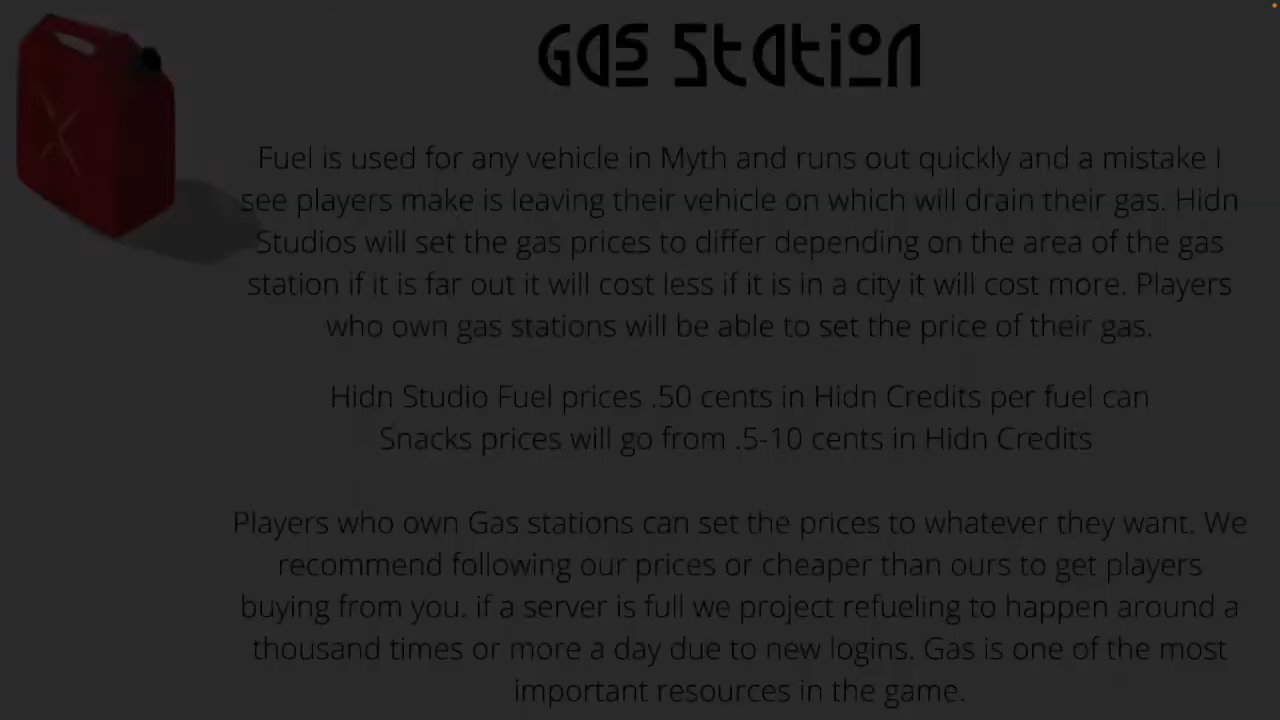 Gas Station
Fuel is used for any vehicle in Myth and runs out quickly and a mistake I
see players make is leaving their vehicle on which will drain their gas. Hidn
Studios will set the gas prices to differ depending on the area of the gas
station if it is far out it will cost less if it is in a city it will cost more. Players
who own gas stations will be able to set the price of their gas.
Hidn Studio Fuel prices .50 cents in Hidn Credits per fuel can
Snacks prices will go from .5-10 cents in Hidn Credits
Players who own Gas stations can set the prices to whatever they want. We
recommend following our prices or cheaper than ours to get players
buying from you. if a server is full we project refueling to happen around a
thousand times or more a day due to new logins. Gas is one of the most
important resources in the game.